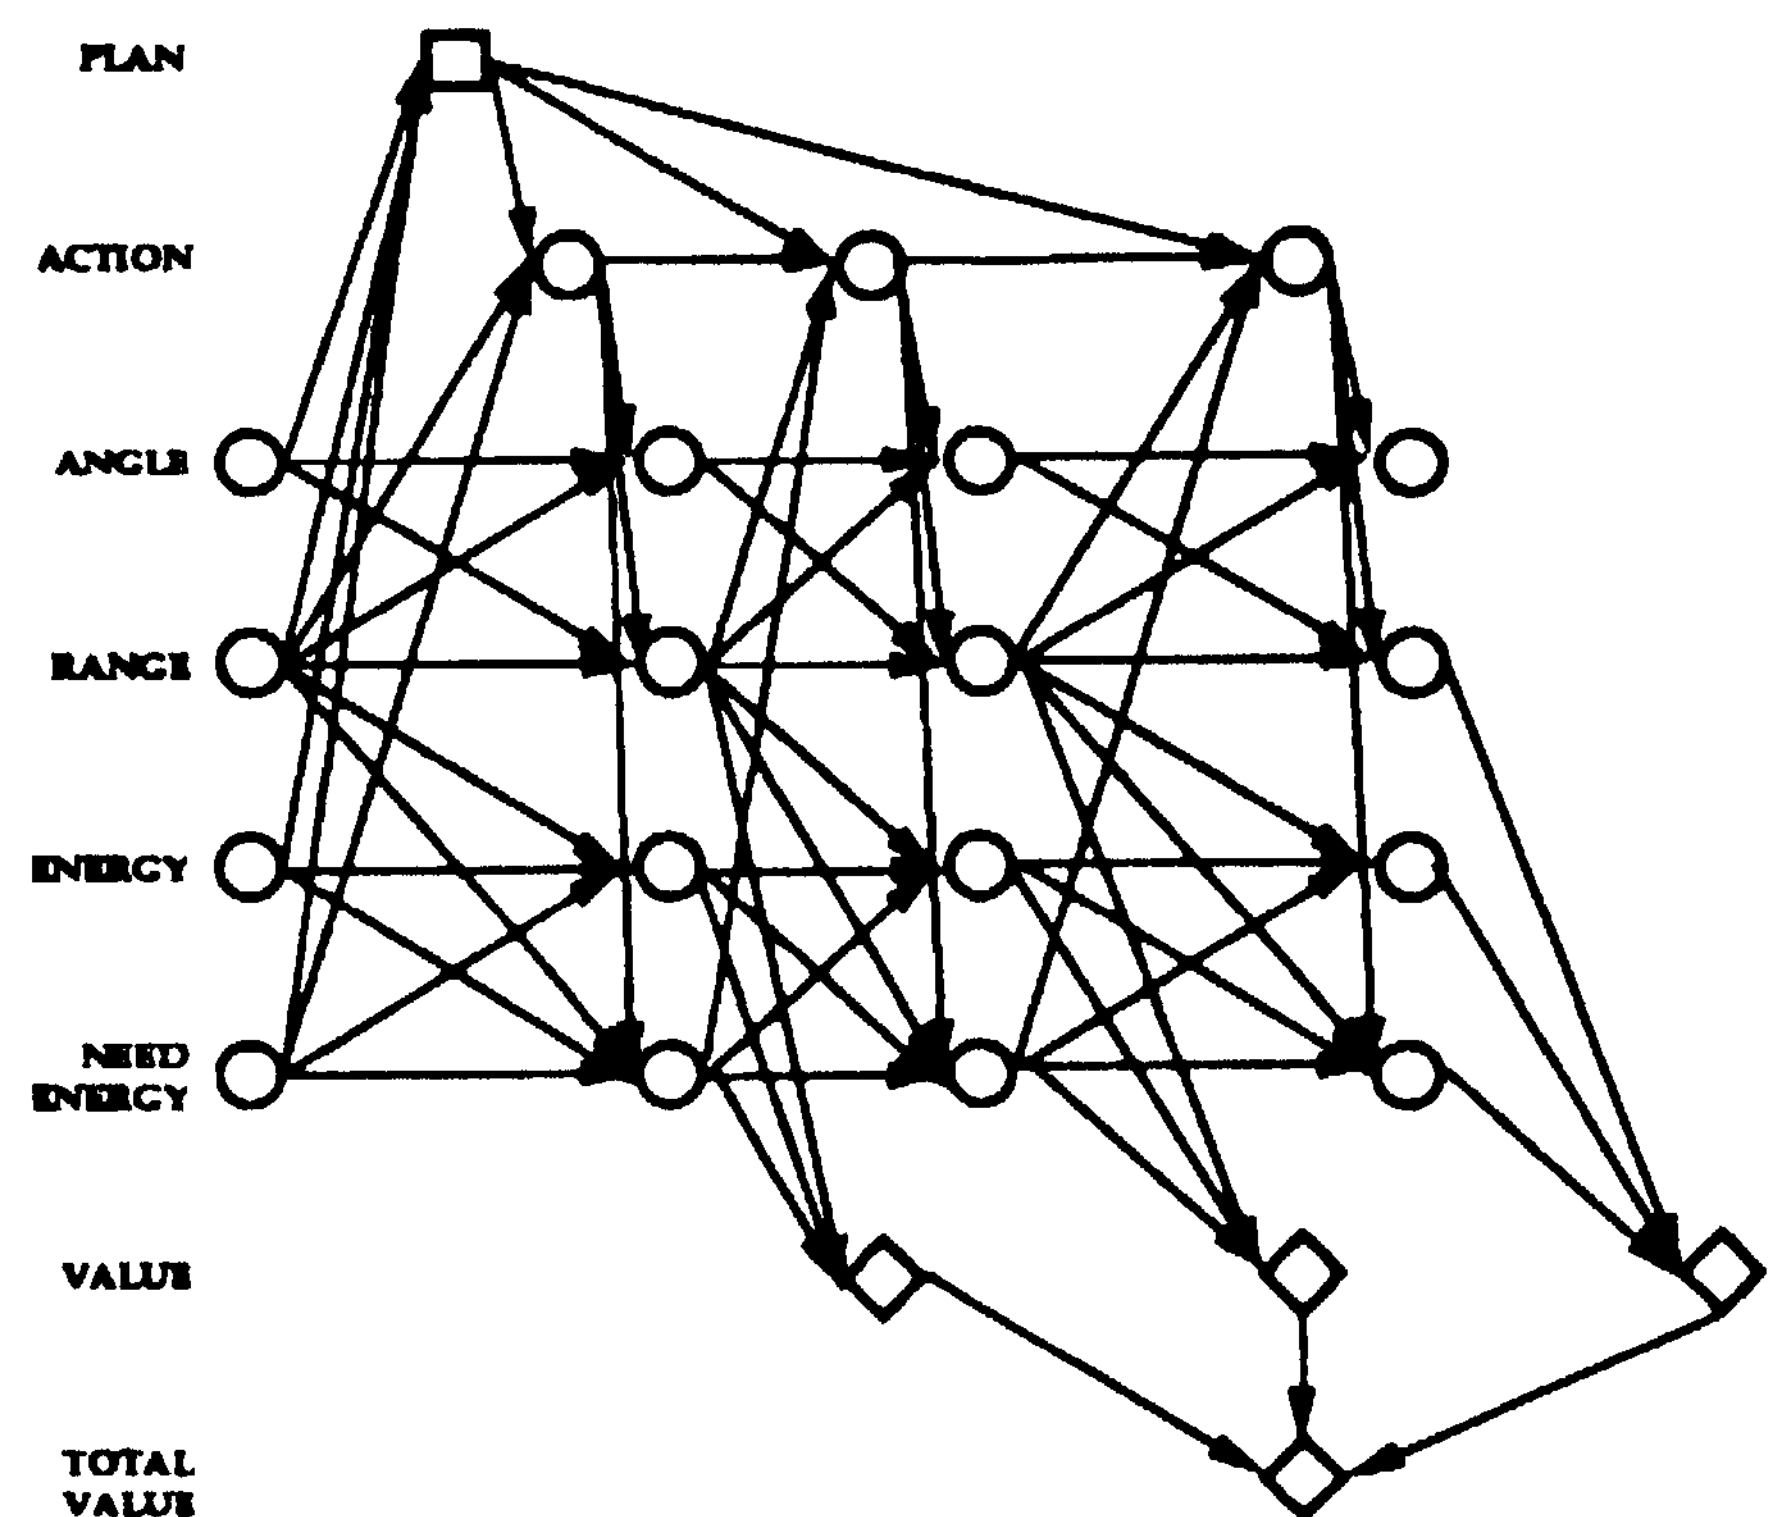 PLAN
ACTION
ANGLE
RANGE
ENERGY
NEED
ENERGY
VALUE
TOTAL
VALUE